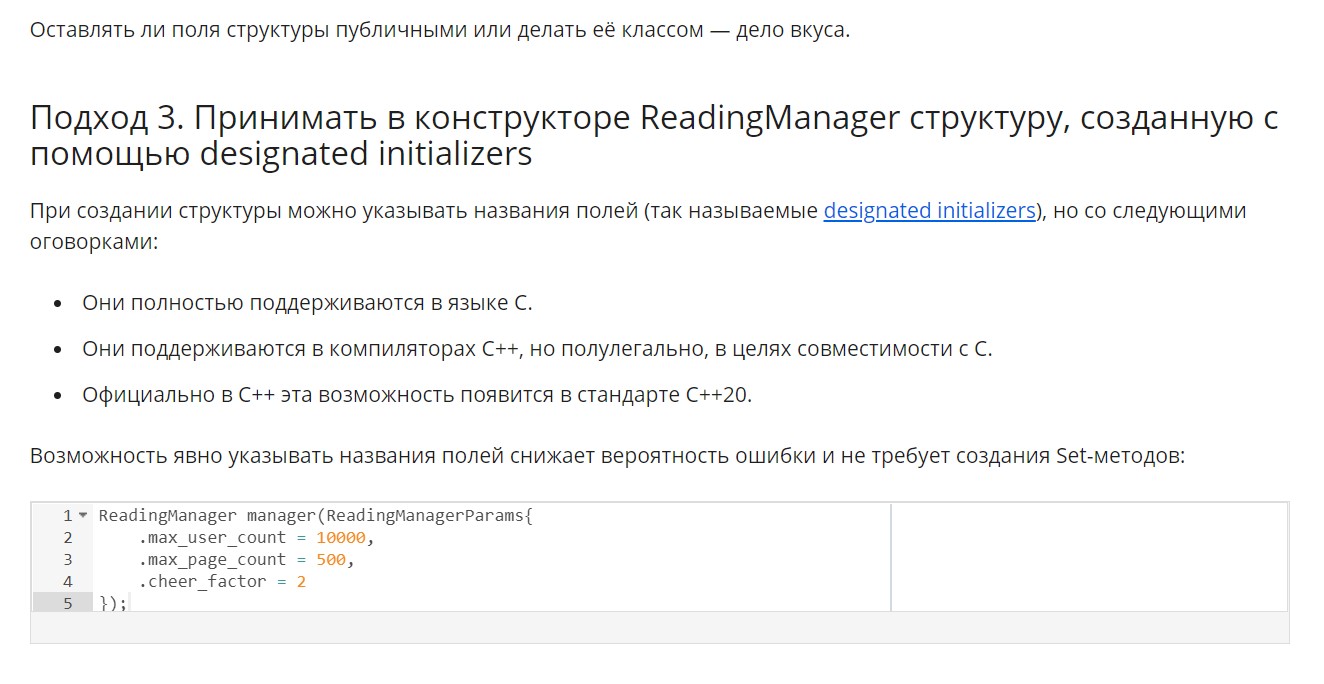 Оставлять ли поля структуры публичными или делать её классом — дело вкуса.
Подход 3. Принимать в конструкторе ReadingManager структуру, созданную с
помощью designated initializers
При создании структуры можно указывать названия полей (так называемые designated initializers), но со следующими
оговорками:
• Они полностью поддерживаются в языке C.
• Они поддерживаются в компиляторах C++, но полулегально, в целях совместимости с C.
• Официально в C++ эта возможность появится в стандарте C++20.
Возможность явно указывать названия полей снижает вероятность ошибки и не требует создания Set-методов:
1 ReadingManager manager(ReadingManagerParams{
2 .max_user_count = 10000,
3 .max_page_count = 500,
4 .cheer_factor = 2
5 });